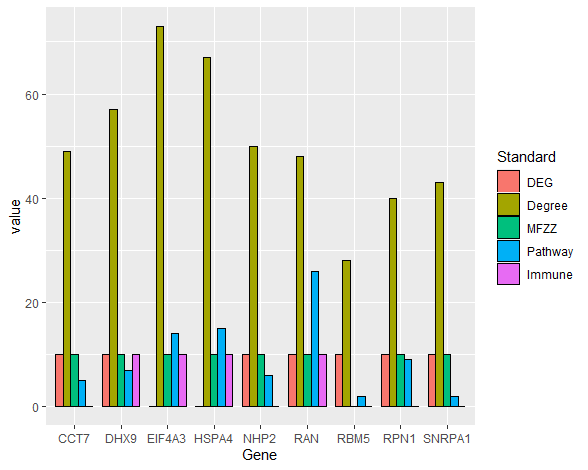 value
60
40
20
0
CCT7 DHX9 EIF4A3 HSPA4 NHP2 RAN RBM5 RPN1 SNRPA1
Gene
Standard
DEG
Degree
MFZZ
Pathway
Immune